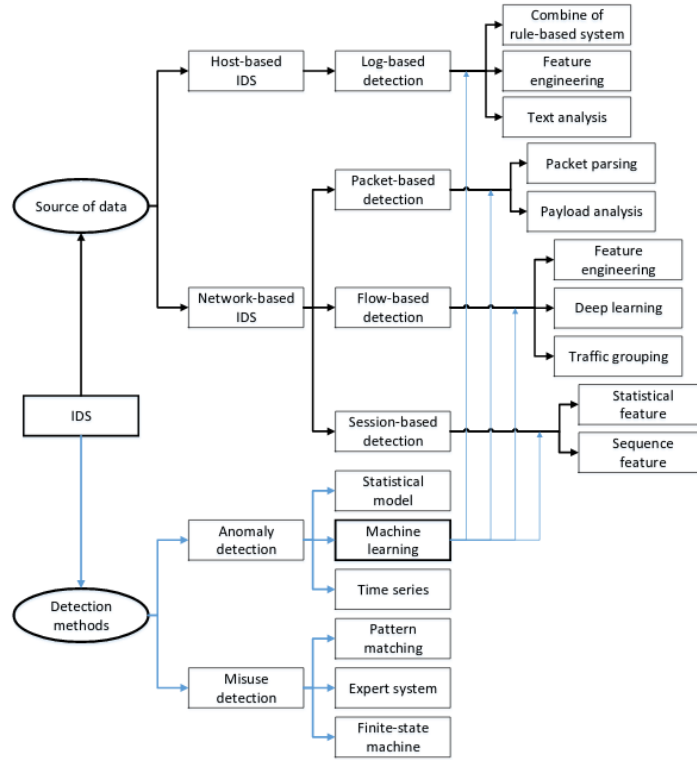 Combine of
rule-based system
Host-based
IDS
Log-based
detection
Feature
engineering
Text analysis
Source of data
Packet-based
detection
Packet parsing
Payload analysis
Network-based
IDS
Flow-based
detection
Feature
engineering
Deep learning
Traffic grouping
IDS
Session-based
detection
Statistical
feature
Sequence
feature
Detection
methods
Anomaly
detection
Statistical
model
Machine
learning
Time series
Misuse
detection
Pattern
matching
Expert system
Finite-state
machine